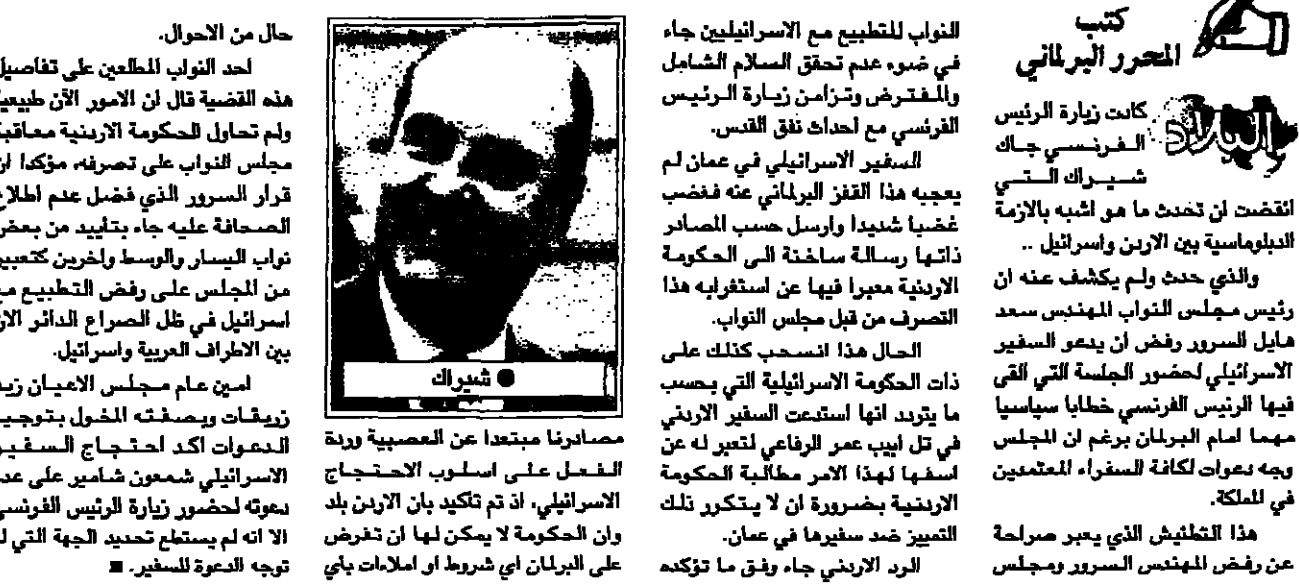 كتب
المحرر البرلماني
البلاد
كانت زيارة الرئيس
الفرنسي جاك
شيراك التي
انقضت ان تحدث ما هو اشبه بالازمة
الدبلوماسية بين الاردن واسرائيل ..
والذي حدث ولم يكشف عنه ان
رئيس مجلس النواب المهندس سعد
هايل السرور رفض ان يدعو السفير
الاسرائيلي لحضور الجلسة التي القى
فيها الرئيس الفرنسي خطابا سياسيا
مهما امام البرلمان برغم ان المجلس
وجه دعوات لكافة السفراء المعتمدين
في المملكة.
هذا التطنيش الذي يعبر صراحة
عن رفض المهندس السرور ومجلس
النواب للتطبيع مع الاسرائيليين جاء
في ضوء عدم تحقق السلام الشامل
والمفترض وتزامن زيارة الرئيس
الفرنسي مع احداث نفق القدس.
السفير الاسرائيلي في عمان لم
يعجبه هذا القفز البرلماني عنه فغضب
غضبا شديدا وارسل حسب المصادر
ذاتها رسالة ساخنة الى الحكومة
الاردنية معبرا فيها عن استغرابه هذا
التصرف من قبل مجلس النواب.
الحال هذا انسحب كذلك على
ذات الحكومة الاسرائيلية التي بحسب
ما يتردد انها استدعت السفير الاردني
في تل ابيب عمر الرفاعي لتعبر له عن
اسفها لهذا الامر مطالبة الحكومة
الاردنية بضرورة ان لا يتكرر ذلك
التمييز ضد سفيرها في عمان.
الرد الاردني جاء وفق ما تؤكده
● شيراك
مصادرنا مبتعدا عن العصبية وردة
الفعل على اسلوب الاحتجاج
الاسرائيلي. اذ تم تأكيد بان الاردن بلد
وان الحكومة لا يمكن لها ان تفرض
على البرلمان اي شروط او املاءات بأي
حال من الاحوال.
احد النواب المطلعين على تفاصيل
هذه القضية قال ان الامور الآن طبيعية
ولم تحاول الحكومة الاردنية معاقبة
مجلس النواب على تصرفه، مؤكدا ان
قرار السرور الذي فضل عدم اطلاع
الصحافة عليه جاء بتأييد من بعض
نواب اليسار والوسط واخرين كتعبير
من المجلس على رفض التطبيع مع
اسرائيل في ظل الصراع الدائر الان
بين الاطراف العربية واسرائيل.
امين عام مجلس الاعيان زيد
زريقات وبصفته المخول بتوجيه
الدعوات اكد احتجاج السفير
الاسرائيلي شمعون شامير على عدم
دعوته لحضور زيارة الرئيس الفرنسي
الا انه لم يستطع تحديد الجهة التي لم
توجه الدعوة للسفير. ■